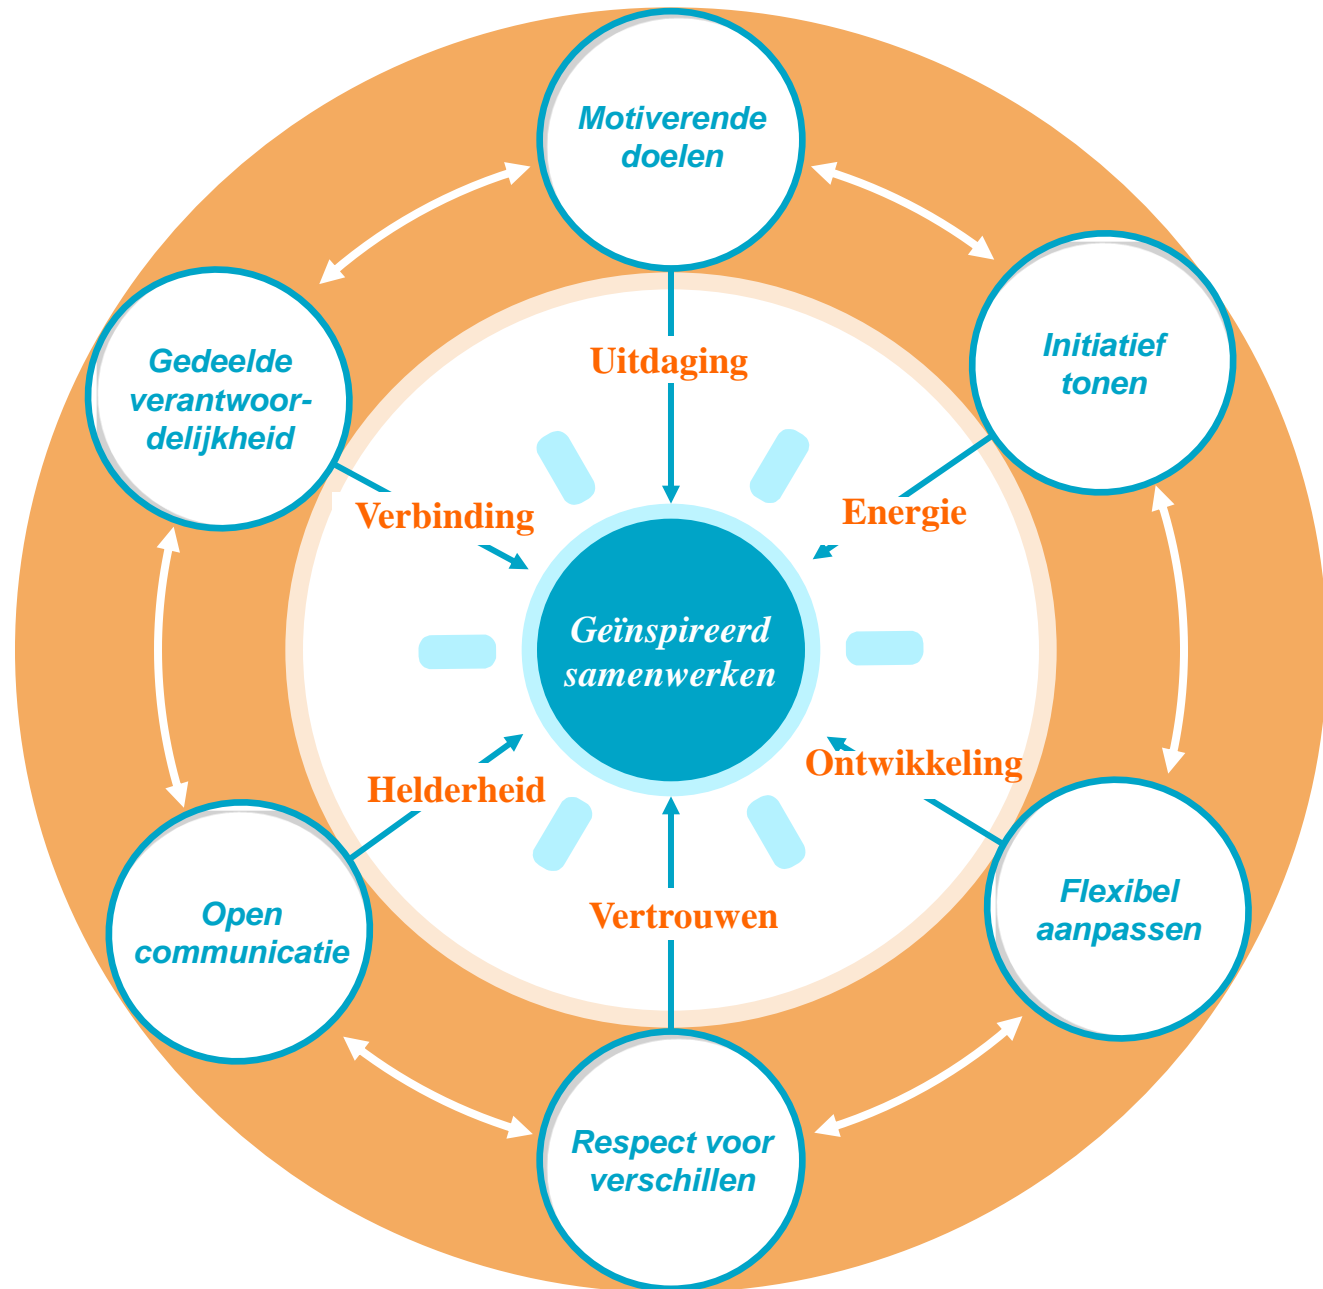 Motiverende
doelen
Initiatief
tonen
Gedeelde
verantwoor-
delijkheid
Uitdaging
Verbinding
Energie
Geïnspireerd
samenwerken
Helderheid
Ontwikkeling
Vertrouwen
Open
communicatie
Flexibel
aanpassen
Respect voor
verschillen